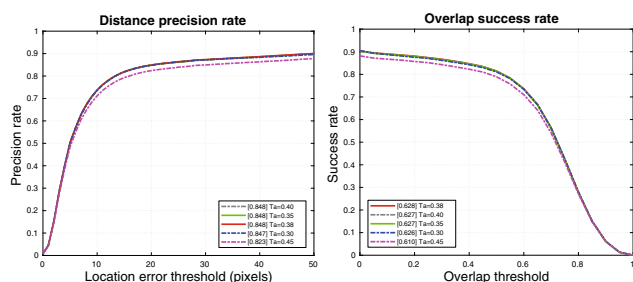 Distance precision rate
Precision rate
1
0.9
0.8
0.7
0.6
0.5
0.4
0.3
0.2
0.1
0
0 10 20 30 40 50
[0.848] Ta=0.40
[0.848] Ta=0.35
[0.848] Ta=0.38
[0.847] Ta=0.30
[0.823] Ta=0.45
Location error threshold (pixels)
Overlap success rate
Success rate
1
0.9
0.8
0.7
0.6
0.5
0.4
0.3
0.2
0.1
0
0 0.2 0.4 0.6 0.8
[0.628] Ta=0.38
[0.627] Ta=0.40
[0.627] Ta=0.35
[0.626] Ta=0.30
[0.610] Ta=0.45
Overlap threshold